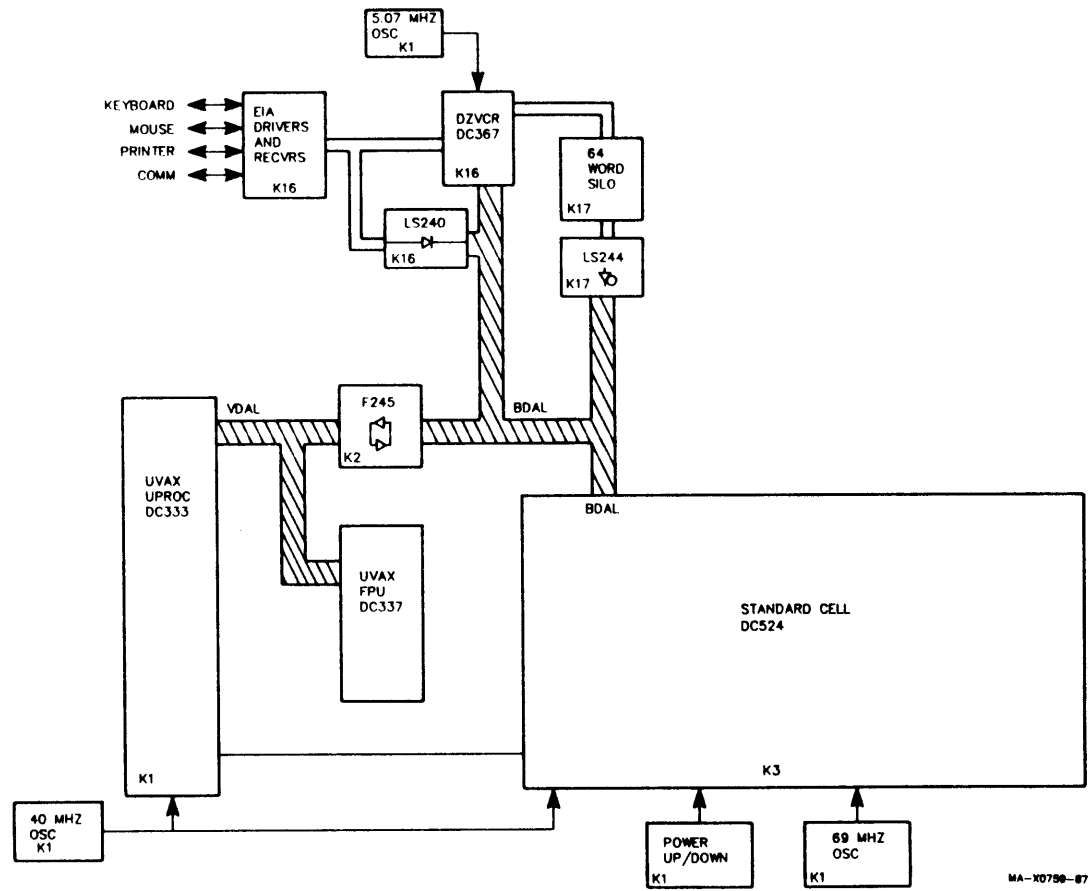 5.07 MHZ
OSC
K1
KEYBOARD
MOUSE
PRINTER
COMM
EIA
DRIVERS
AND
RECVRS
K16
DZVCR
DC367
K16
64
WORD
SILO
K17
LS240
K16
LS244
K17
VDAL
F245
K2
BDAL
UVAX
UPROC
DC333
K1
UVAX
FPU
DC337
BDAL
STANDARD CELL
DC524
K3
40 MHZ
OSC
K1
POWER
UP/DOWN
K1
69 MHZ
OSC
K1
MA-X0759-87